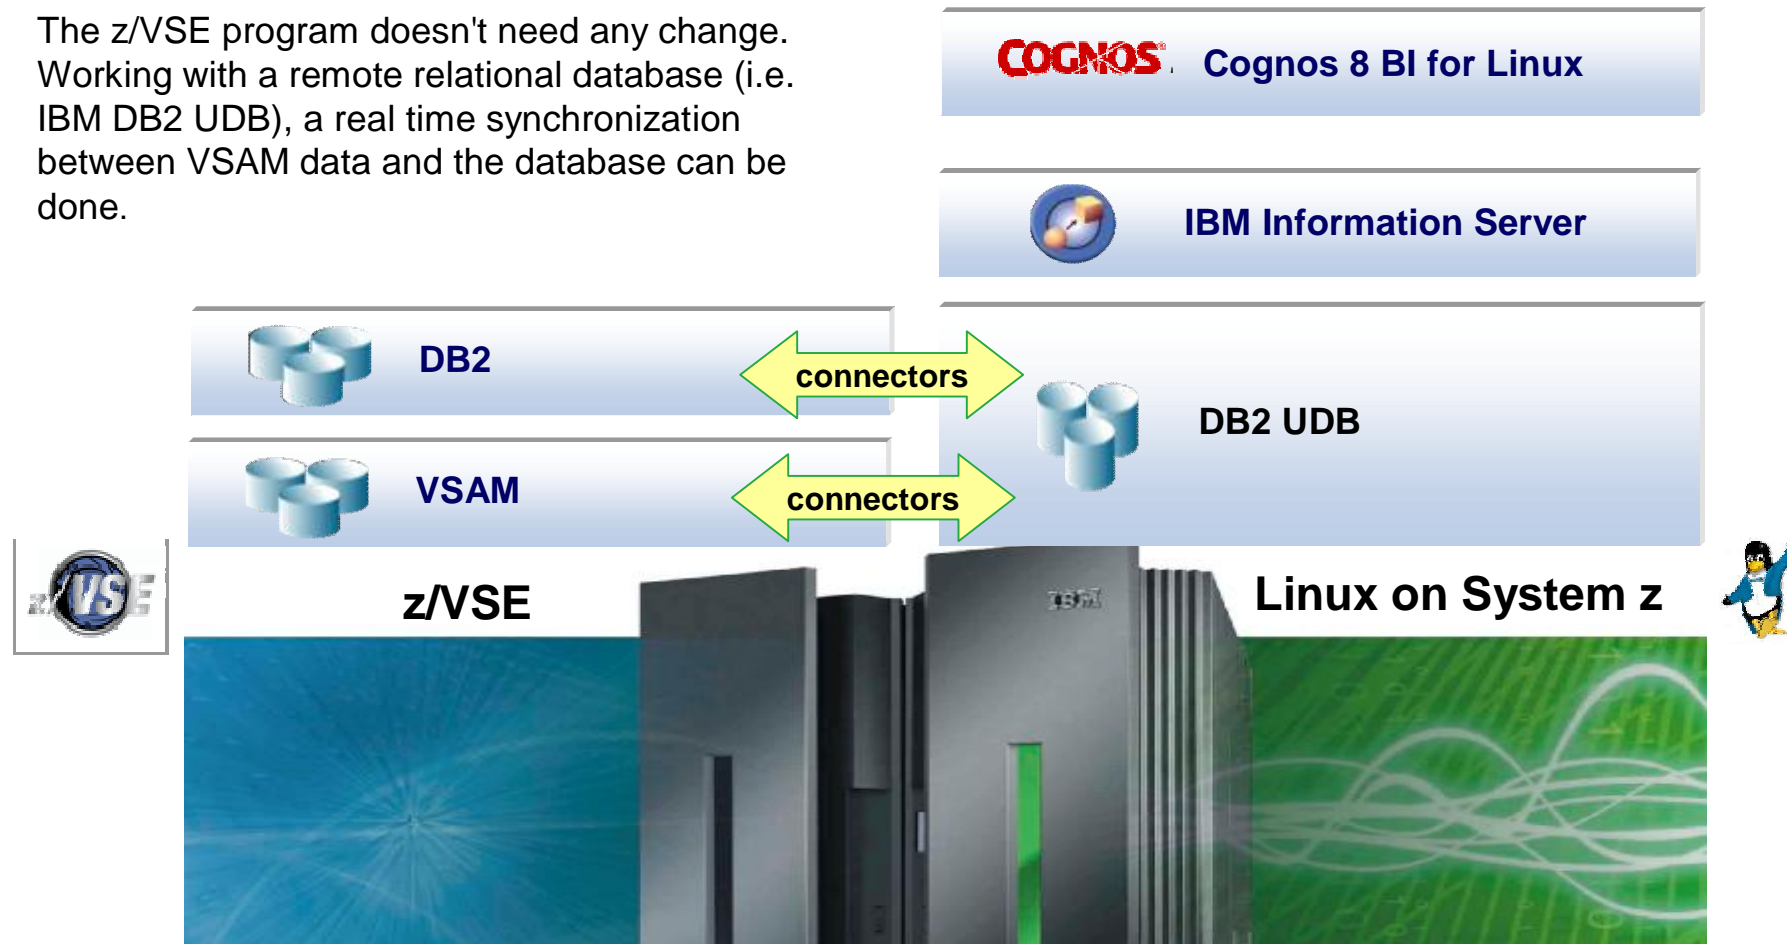 The z/VSE program doesn't need any change.
Working with a remote relational database (i.e.
IBM DB2 UDB), a real time synchronization
between VSAM data and the database can be
done.
COGNOS Cognos 8 BI for Linux
IBM Information Server
DB2
connectors
DB2 UDB
VSAM
connectors
z/VSE
z/VSE
IBM
Linux on System z